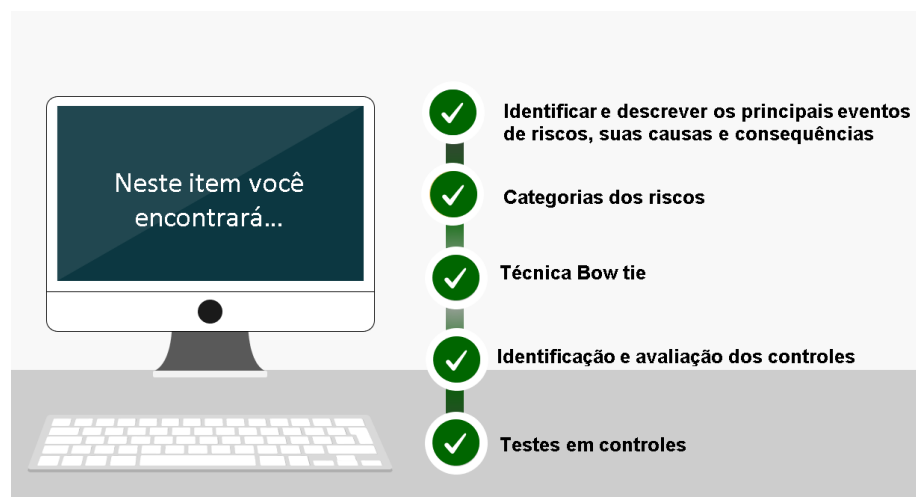 Neste item você
encontrará...
Identificar e descrever os principais eventos
de riscos, suas causas e consequências
Categorias dos riscos
Técnica Bow tie
Identificação e avaliação dos controles
Testes em controles